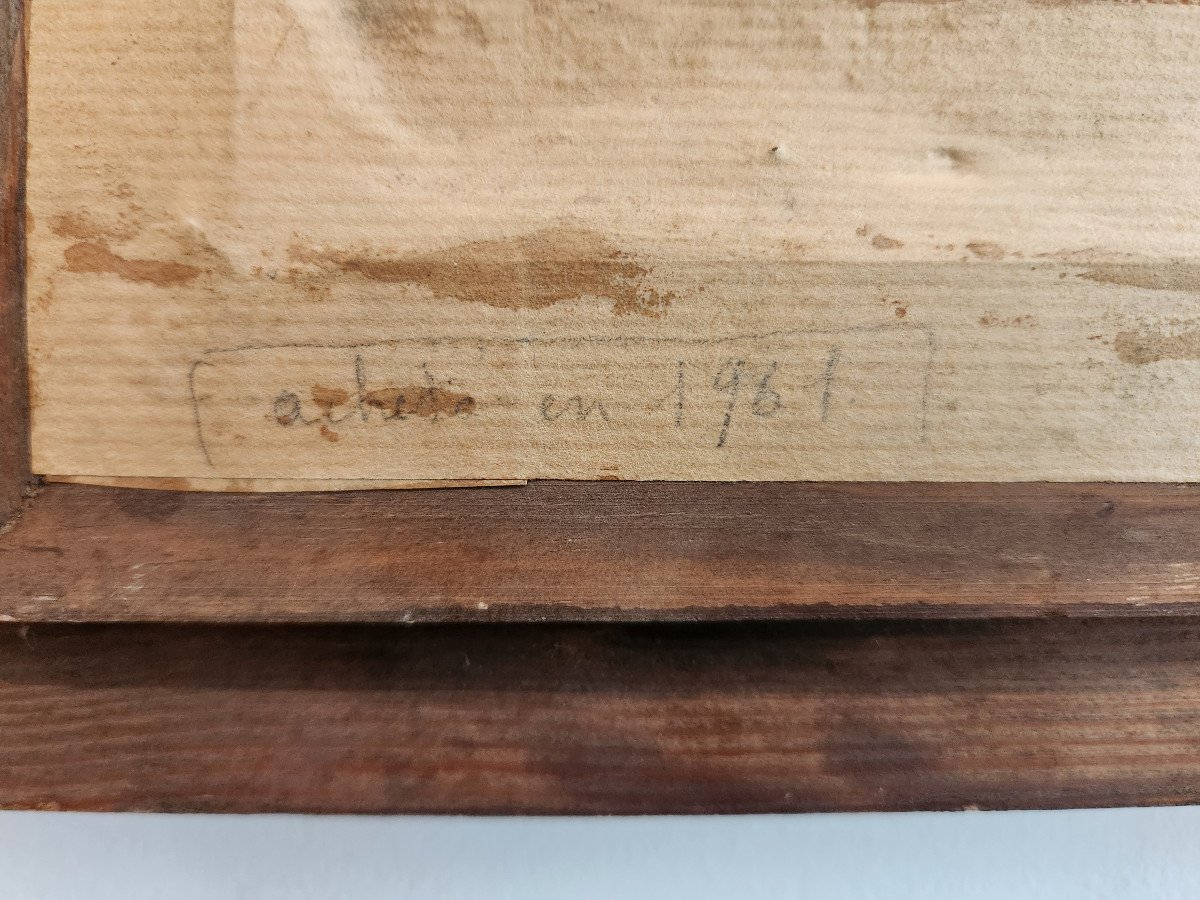 acheté en 1961.